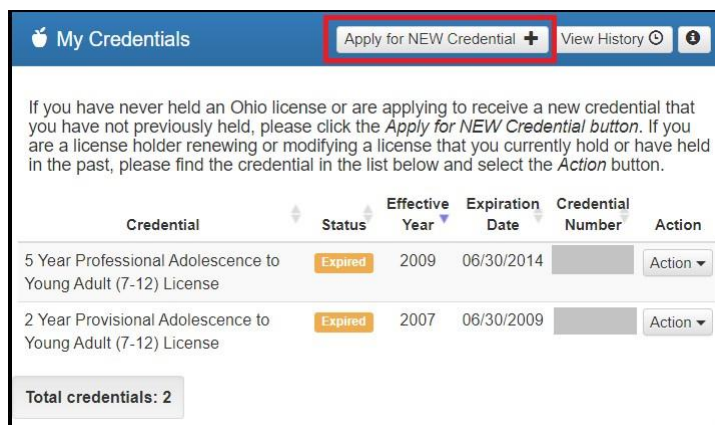 My Credentials
Apply for NEW Credential
View History
If you have never held an Ohio license or are applying to receive a new credential that
you have not previously held, please click the Apply for NEW Credential button. If you
are a license holder renewing or modifying a license that you currently hold or have held
in the past, please find the credential in the list below and select the Action button.
Credential Status Effective Year Expiration Date Credential Number Action
5 Year Professional Adolescence to
Young Adult (7-12) License
Expired 2009 06/30/2014 Action
2 Year Provisional Adolescence to
Young Adult (7-12) License
Expired 2007 06/30/2009 Action
Total credentials: 2